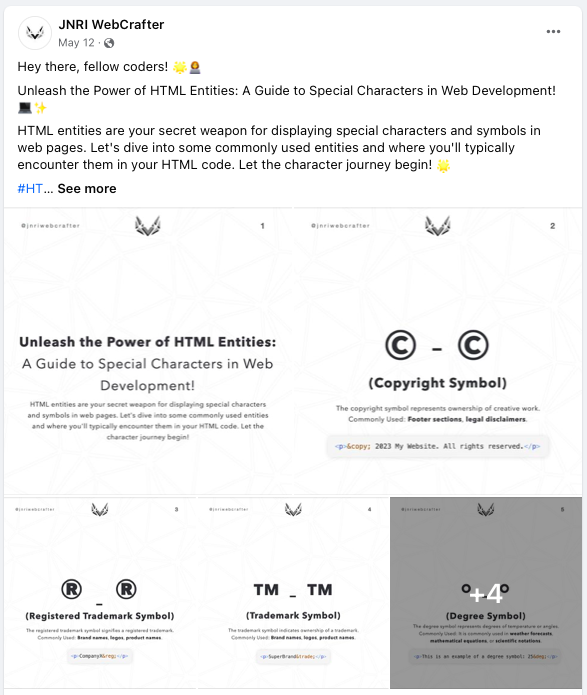 JNRI WebCrafter
May 12 ·
Hey there, fellow coders! 🌟👩‍💻
Unleash the Power of HTML Entities: A Guide to Special Characters in Web Development!
💻✨
HTML entities are your secret weapon for displaying special characters and symbols in
web pages. Let's dive into some commonly used entities and where you'll typically
encounter them in your HTML code. Let the character journey begin! 🌟
#HT... See more
@jnriwebcrafter
1
Unleash the Power of HTML Entities:
A Guide to Special Characters in Web
Development!
HTML entities are your secret weapon for displaying special characters
and symbols in web pages. Let's dive into some commonly used entities
and where you'll typically encounter them in your HTML code. Let the
character journey begin!
@jnriwebcrafter
2
© - ©
(Copyright Symbol)
The copyright symbol represents ownership of creative work.
Commonly Used: Footer sections, legal disclaimers.
<p>&copy; 2023 My Website. All rights reserved.</p>
@jnriwebcrafter
3
® _ ®
(Registered Trademark Symbol)
The registered trademark symbol signifies a registered trademark.
Commonly Used: Brand names, logos, product names.
<p>CompanyX&reg;</p>
@jnriwebcrafter
4
TM _ TM
(Trademark Symbol)
The trademark symbol indicates ownership of a trademark.
Commonly Used: Brand names, logos, product names.
<p>SuperBrand&trade;</p>
@jnriwebcrafter
5
° °
+4
(Degree Symbol)
The degree symbol represents degrees of temperature or angles.
Commonly Used: It is commonly used in weather forecasts,
mathematical equations, or scientific notations.
<p>This is an example of a degree symbol: 25&deg;</p>